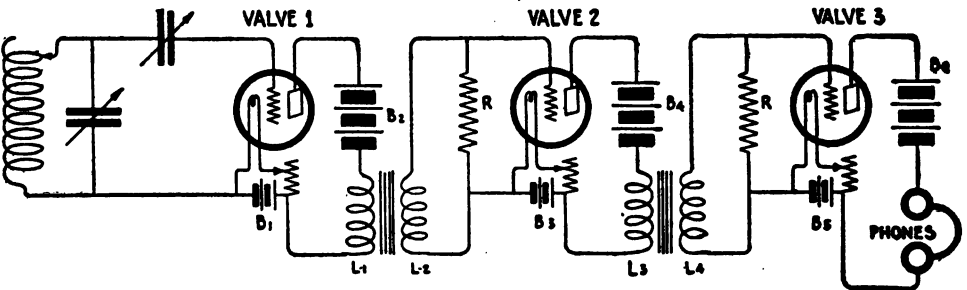 VALVE 1
VALVE 2
VALVE 3
B2
R
B4
R
B6
B1
B3
B5
PHONES
L1
L2
L3
L4